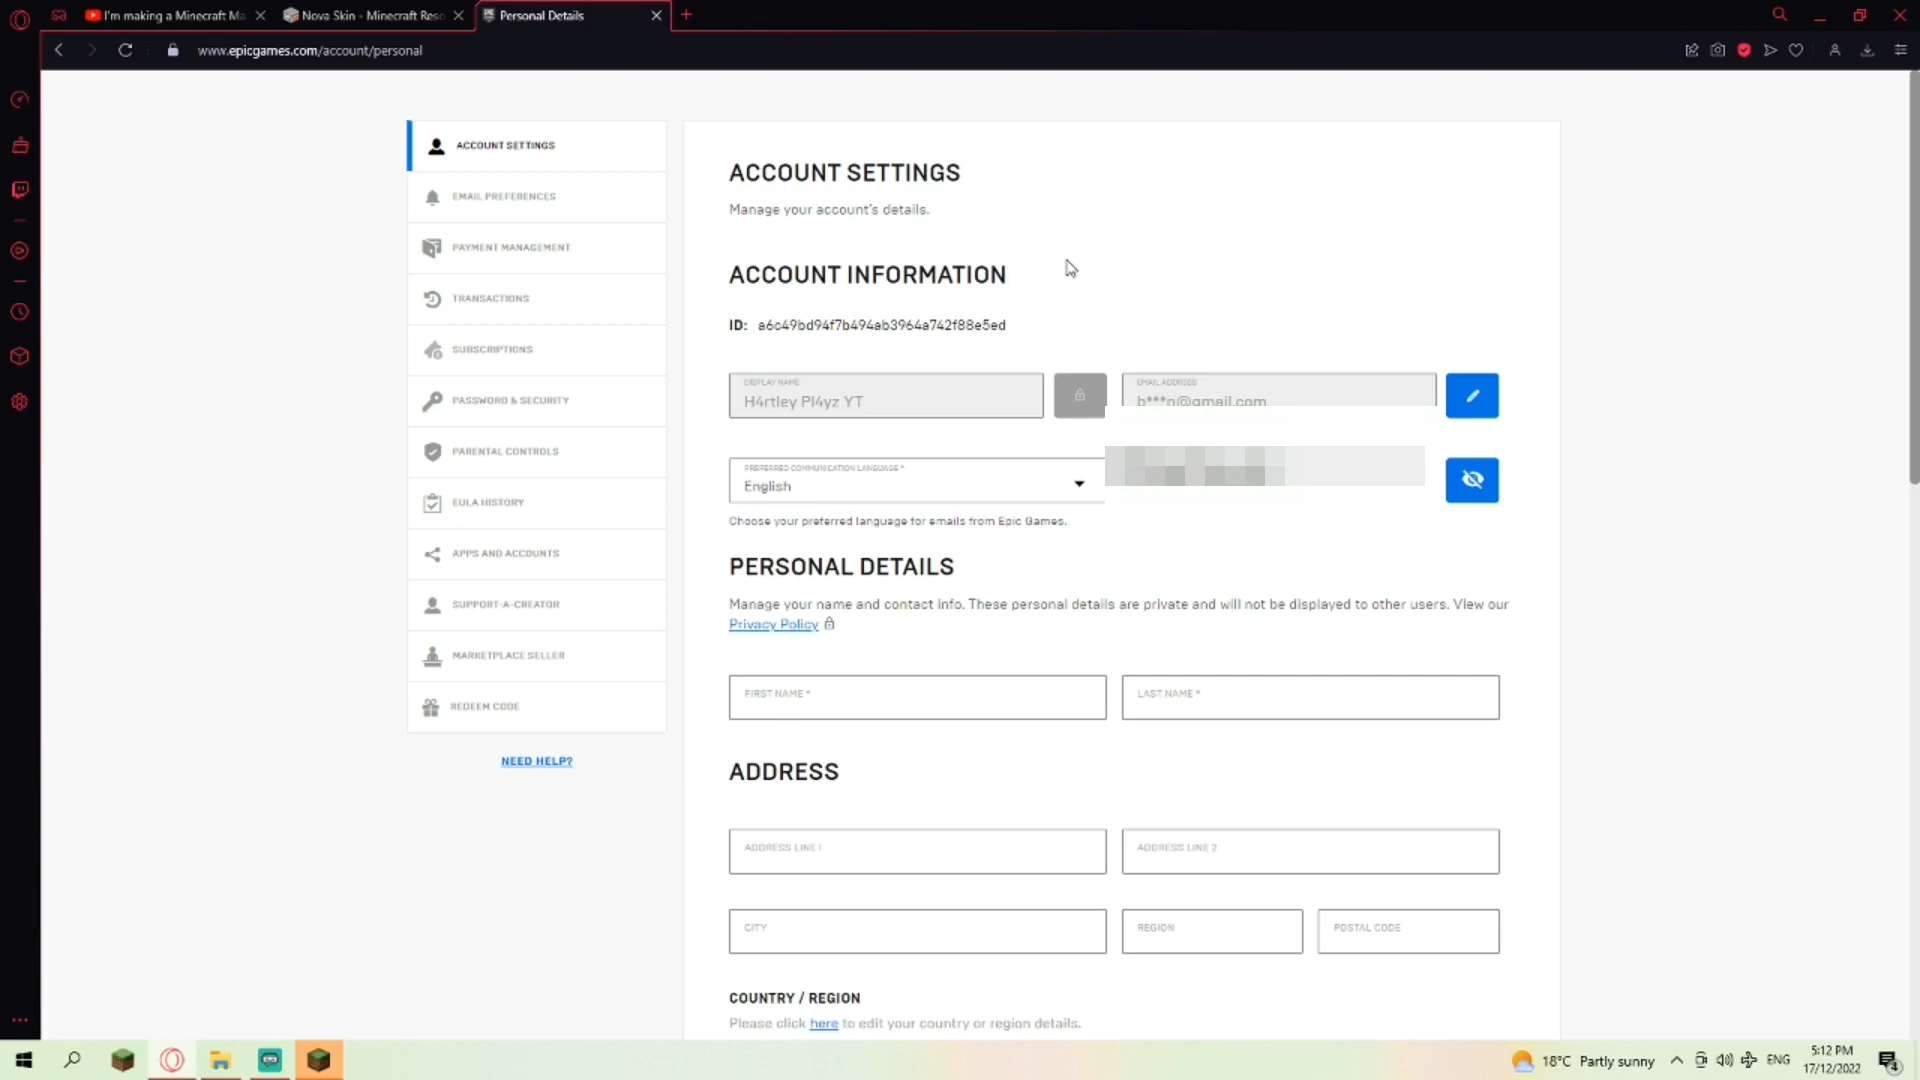 I'm making a Minecraft Ma
Nova Skin - Minecraft Reso
Personal Details
www.epicgames.com/account/personal
ACCOUNT SETTINGS
EMAIL PREFERENCES
PAYMENT MANAGEMENT
TRANSACTIONS
SUBSCRIPTIONS
PASSWORD & SECURITY
PARENTAL CONTROLS
EULA HISTORY
APPS AND ACCOUNTS
SUPPORT-A-CREATOR
MARKETPLACE SELLER
REDEEM CODE
NEED HELP?
ACCOUNT SETTINGS
Manage your account's details.
ACCOUNT INFORMATION
ID: a6c49bd94f7b494ab3964a742f88e5ed
DISPLAY NAME
H4rtley Pl4yz YT
EMAIL ADDRESS
b***n@gmail.com
PREFERRED COMMUNICATION LANGUAGE *
English
Choose your preferred language for emails from Epic Games.
PERSONAL DETAILS
Manage your name and contact info. These personal details are private and will not be displayed to other users. View our
Privacy Policy
FIRST NAME *
LAST NAME *
ADDRESS
ADDRESS LINE 1
ADDRESS LINE 2
CITY
REGION
POSTAL CODE
COUNTRY / REGION
Please click here to edit your country or region details.
18°C Partly sunny
ENG
5:12 PM
17/12/2022
4